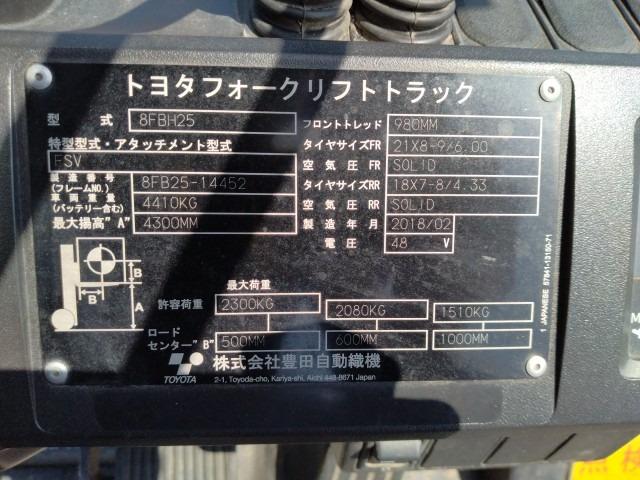 トヨタフォークリフトトラック
型式 8FBH25
特型型式・アタッチメント型式
FSV
製造番号 (フレームNO.) 8FB25-14452
車両重量 (バッテリー含む) 4410KG
最大揚高"A" 4300MM
フロントトレッド 980MM
タイヤサイズFR 21X8-9/6.00
空気圧FR SOLID
タイヤサイズRR 18X7-8/4.33
空気圧RR SOLID
製造年月 2018/02
電圧 48 V
B
B
A
最大荷重
許容荷重 2300KG 2080KG 1510KG
ロードセンター"B" 500MM 600MM 1000MM
TOYOTA
株式会社豊田自動織機
2-1, Toyoda-cho, Kariya-shi, Aichi 448-8671 Japan
1 JAPANESE 57841-13150-71
M
点検